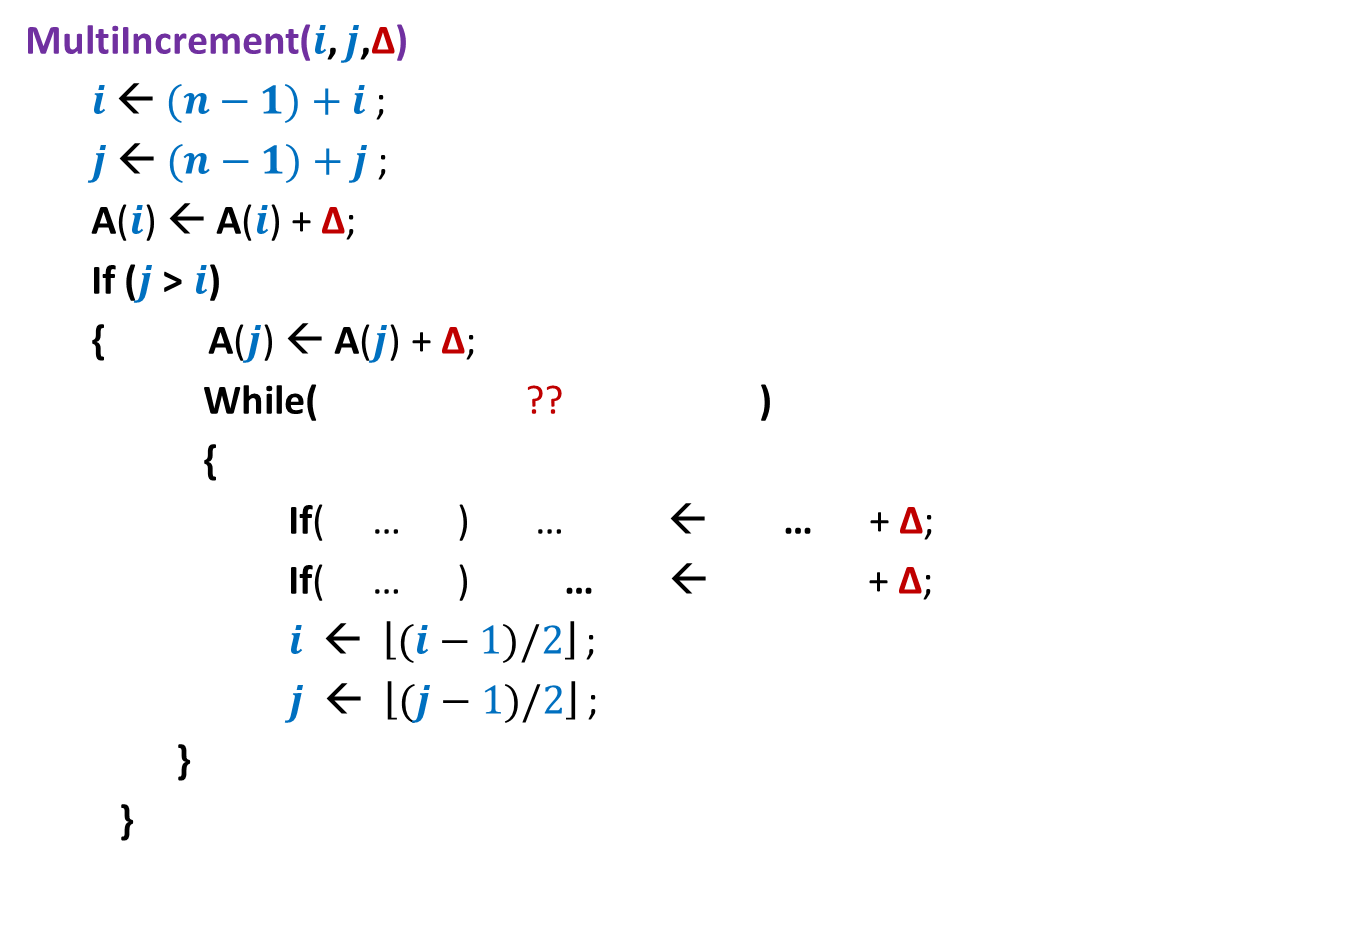 MultiIncrement(i, j,Δ)
i ← (n − 1) + i ;
j ← (n − 1) + j ;
A(i) ← A(i) + Δ;
If (j > i)
{ A(j) ← A(j) + Δ;
While( ?? )
{
If( … ) … ← … + Δ;
If( … ) … ← + Δ;
i ← ⌊(i − 1)/2⌋ ;
j ← ⌊(j − 1)/2⌋ ;
}
}